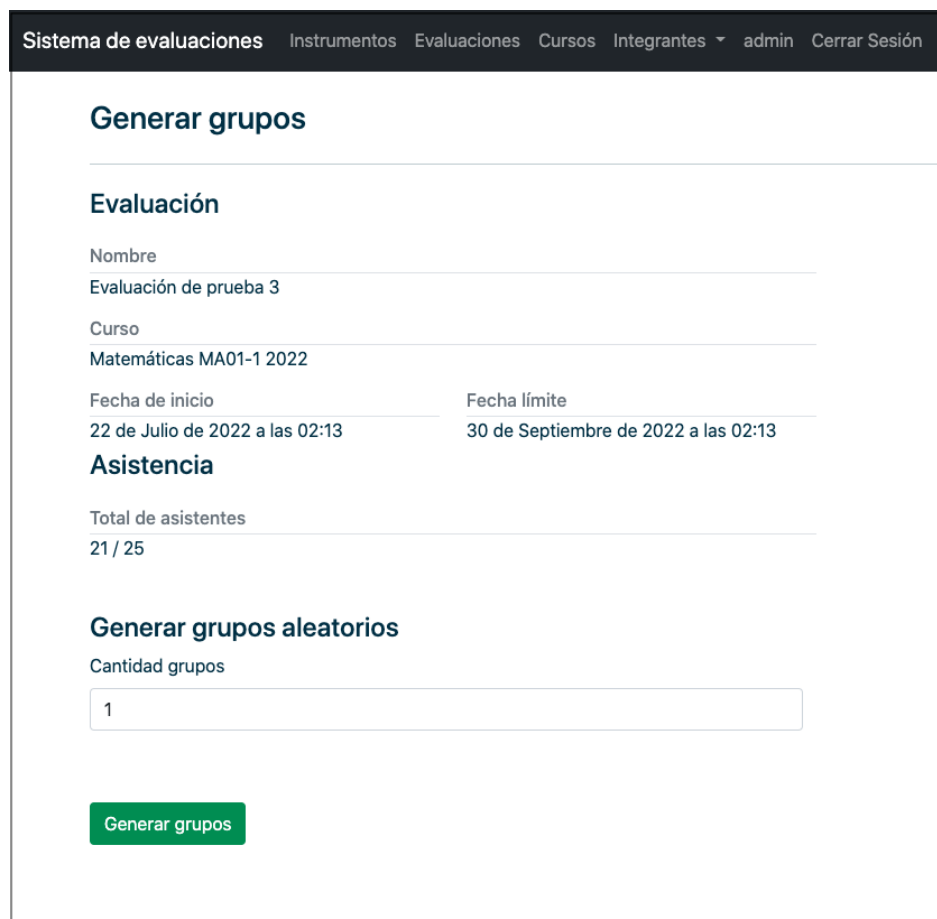 Sistema de evaluaciones Instrumentos Evaluaciones Cursos Integrantes admin Cerrar Sesión
Generar grupos
Evaluación
Nombre
Evaluación de prueba 3
Curso
Matemáticas MA01-1 2022
Fecha de inicio Fecha límite
22 de Julio de 2022 a las 02:13 30 de Septiembre de 2022 a las 02:13
Asistencia
Total de asistentes
21 / 25
Generar grupos aleatorios
Cantidad grupos
1
Generar grupos